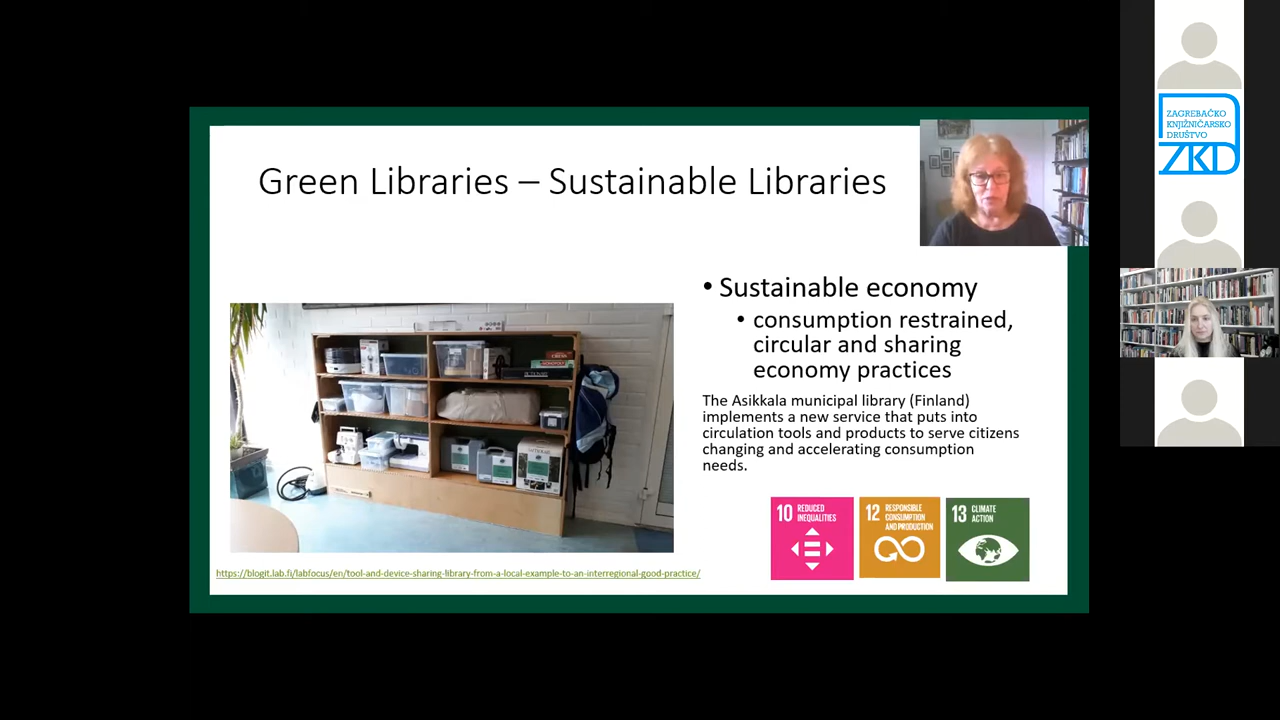 Green Libraries – Sustainable Libraries
• Sustainable economy
• consumption restrained,
circular and sharing
economy practices
The Asikkala municipal library (Finland)
implements a new service that puts into
circulation tools and products to serve citizens
changing and accelerating consumption
needs.
10 REDUCED
INEQUALITIES
12 RESPONSIBLE
CONSUMPTION
AND PRODUCTION
13 CLIMATE
ACTION
https://blogit.lab.fi/labfocus/en/tool-and-device-sharing-library-from-a-local-example-to-an-interregional-good-practice/
ZAGREBAČKO
KNJIŽNIČARSKO
DRUŠTVO
ZKD